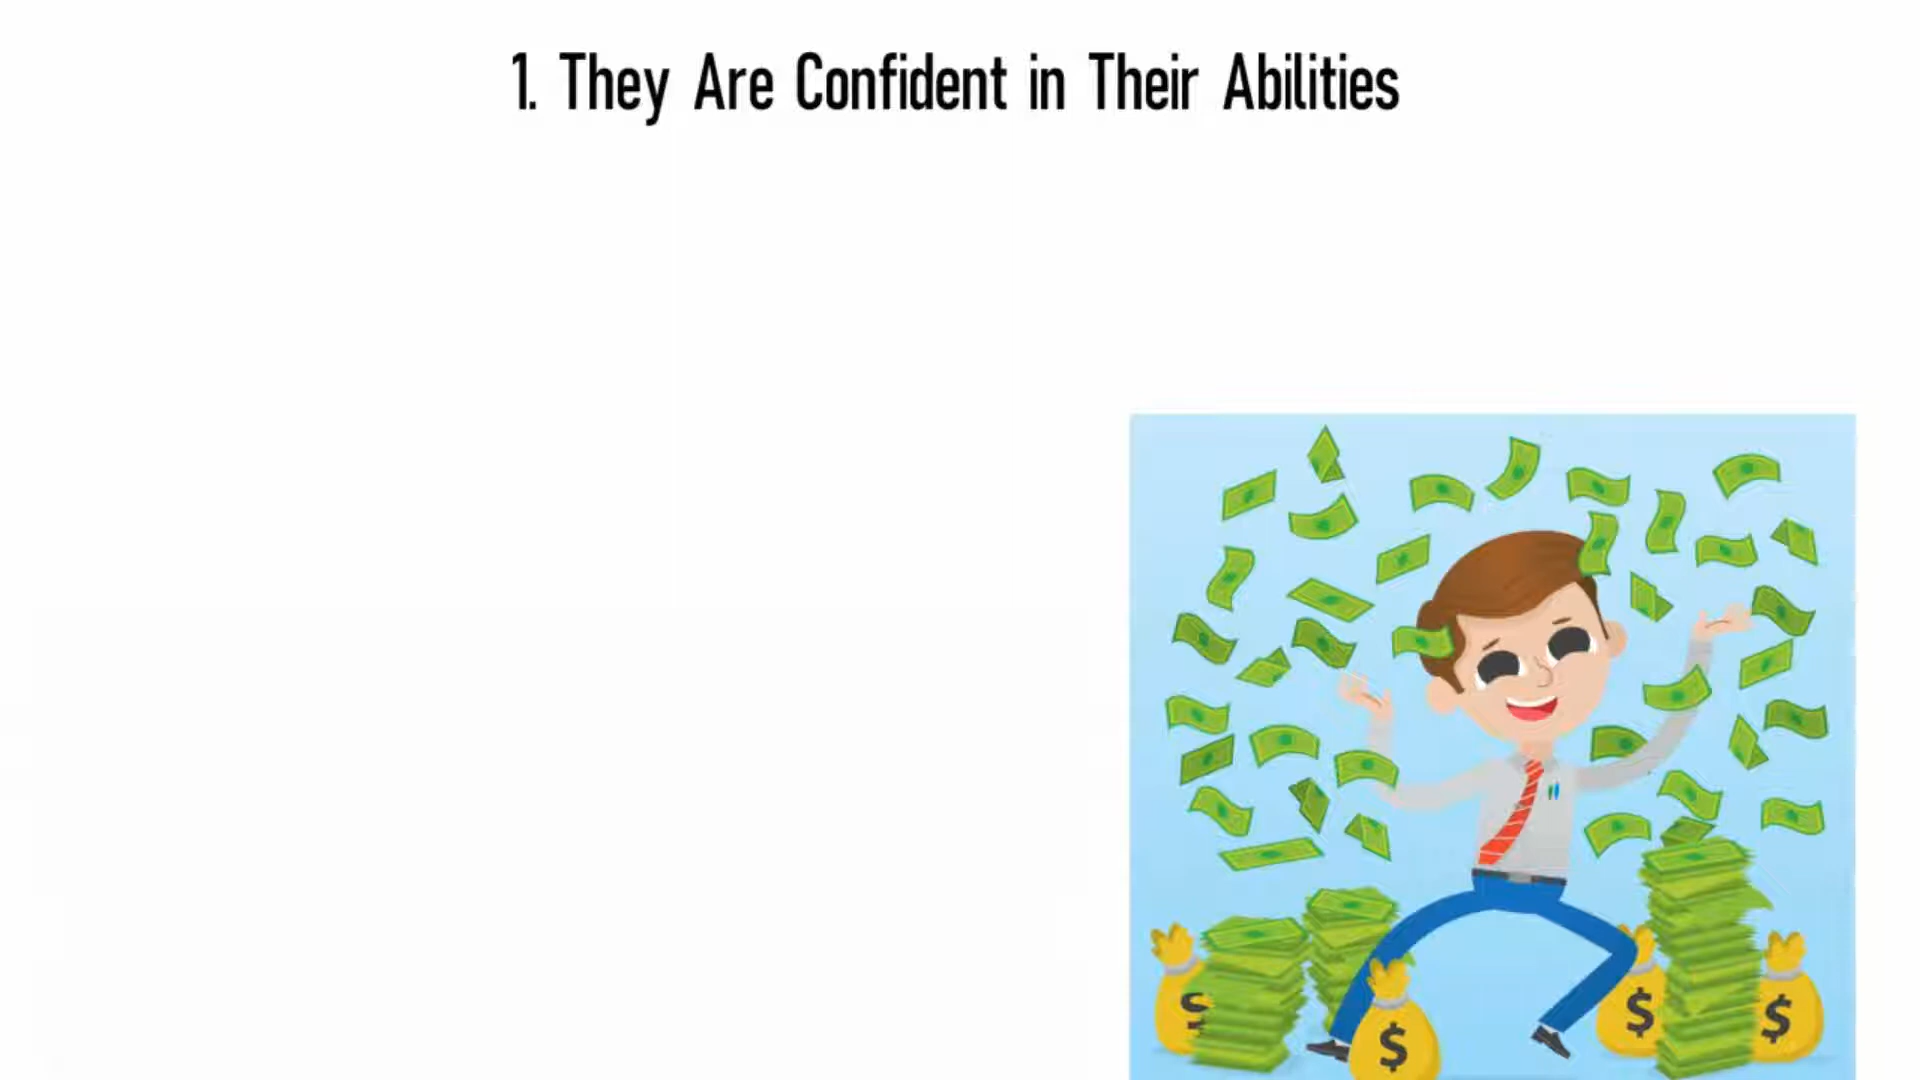 1. They Are Confident in Their Abilities
$ $ $ $